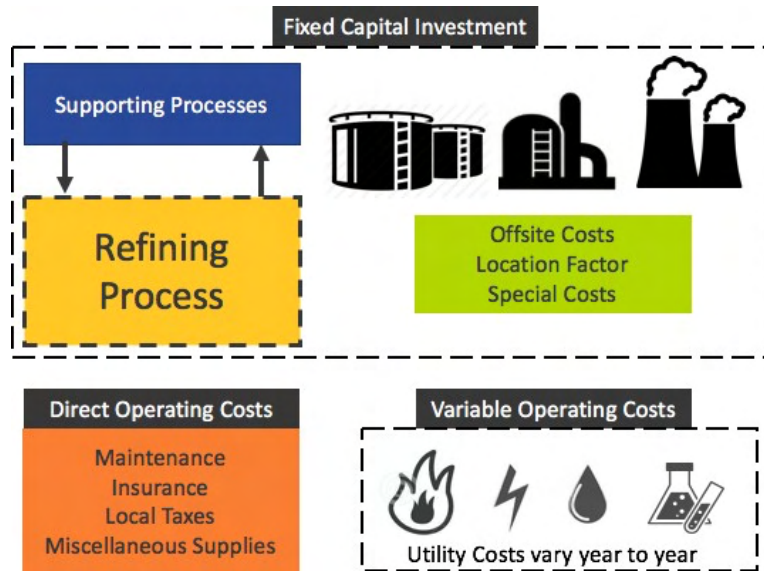 Fixed Capital Investment
Supporting Processes
Refining
Process
Offsite Costs
Location Factor
Special Costs
Direct Operating Costs
Maintenance
Insurance
Local Taxes
Miscellaneous Supplies
Variable Operating Costs
Utility Costs vary year to year